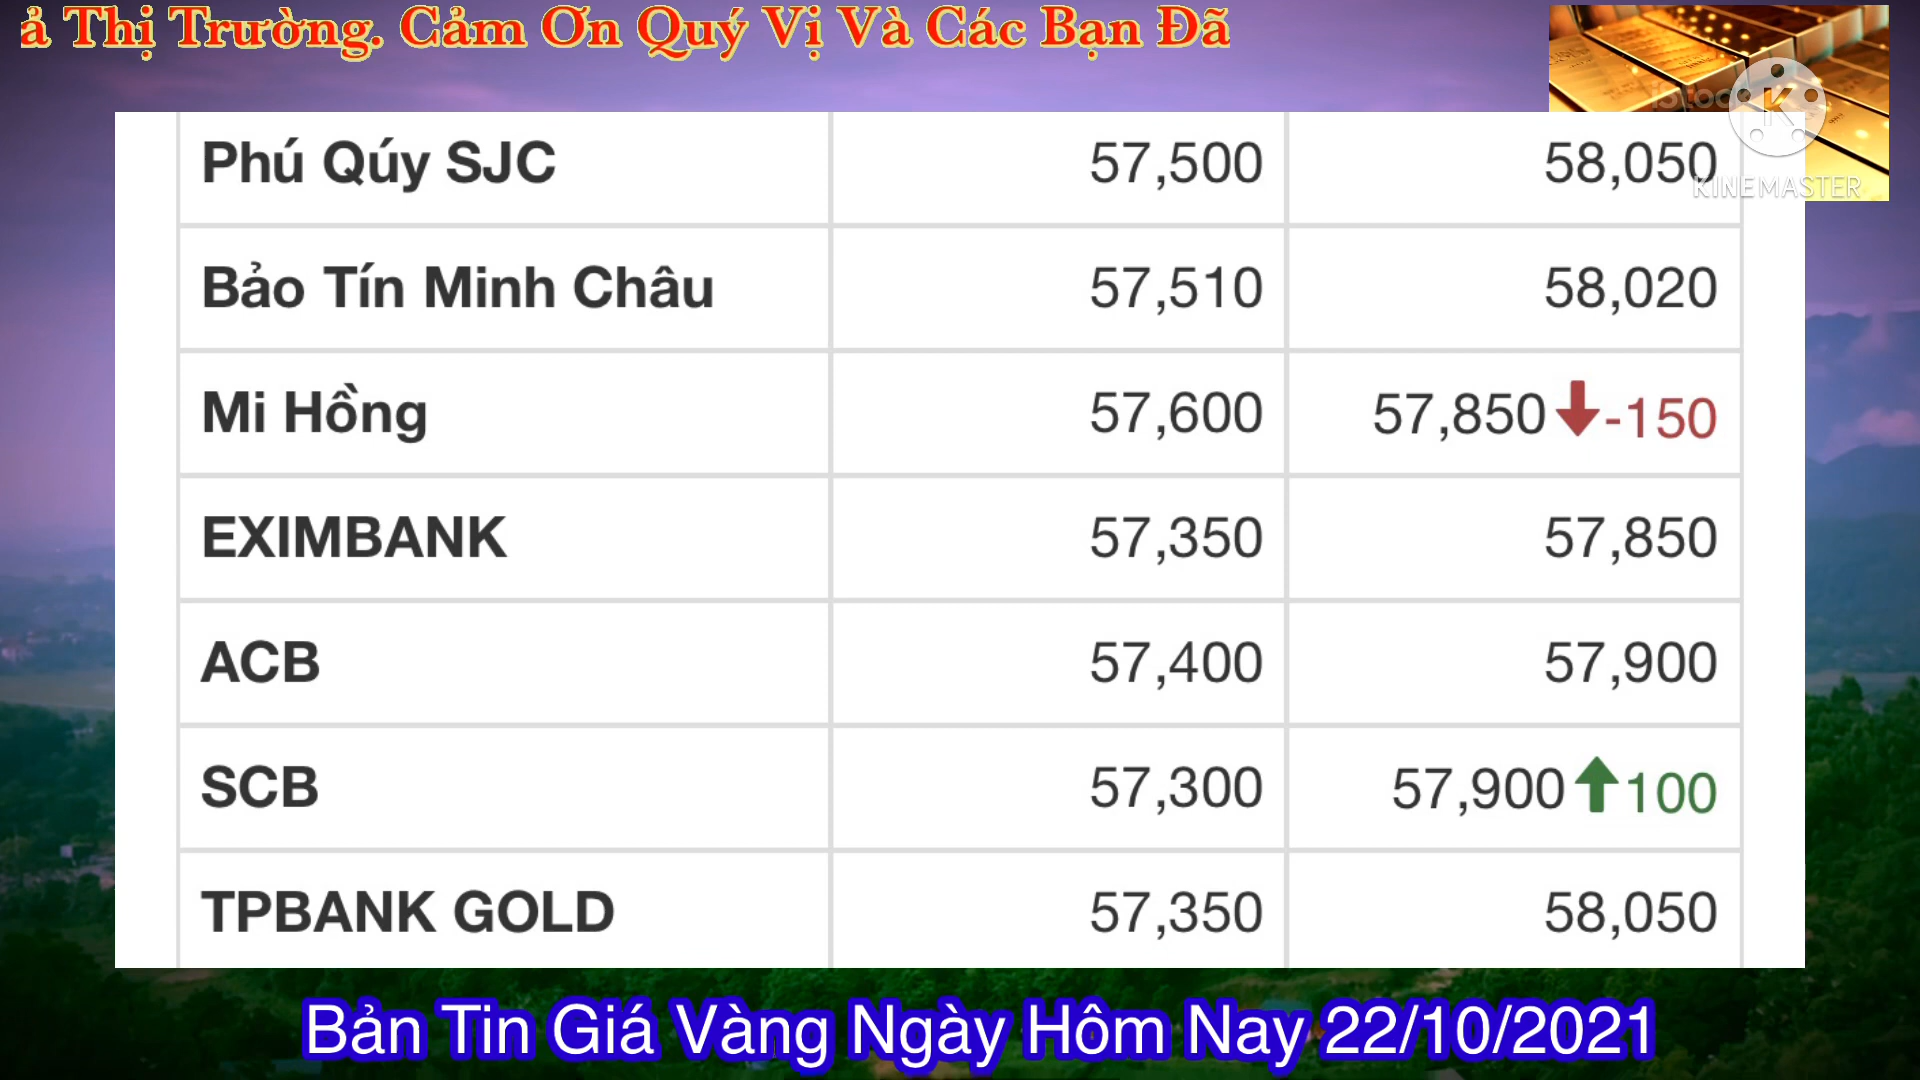 ả Thị Trường. Cảm Ơn Quý Vị Và Các Bạn Đã
Phú Qúy SJC 57,500 58,050
KINEMASTER
Bảo Tín Minh Châu 57,510 58,020
Mi Hồng 57,600 57,850 -150
EXIMBANK 57,350 57,850
ACB 57,400 57,900
SCB 57,300 57,900 100
TPBANK GOLD 57,350 58,050
Bản Tin Giá Vàng Ngày Hôm Nay 22/10/2021